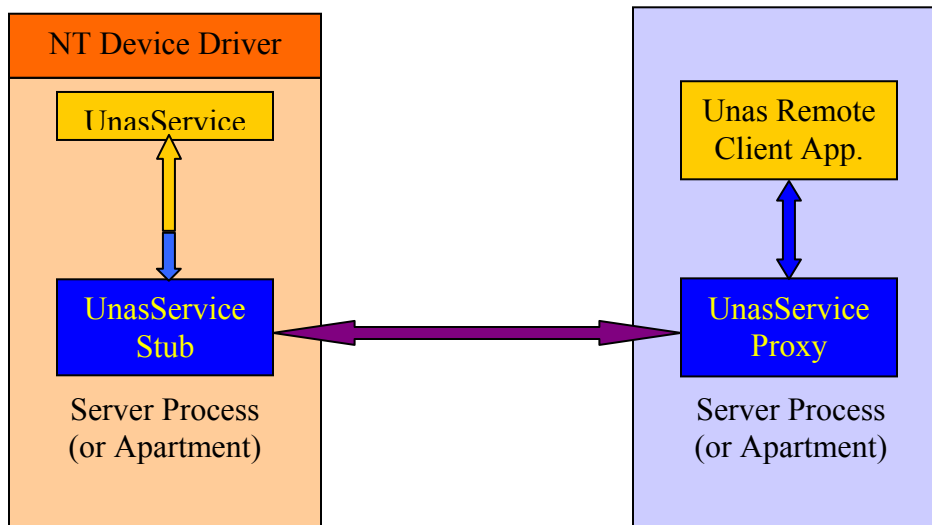 NT Device Driver
UnasService
UnasService
Stub
Server Process
(or Apartment)
Unas Remote
Client App.
UnasService
Proxy
Server Process
(or Apartment)